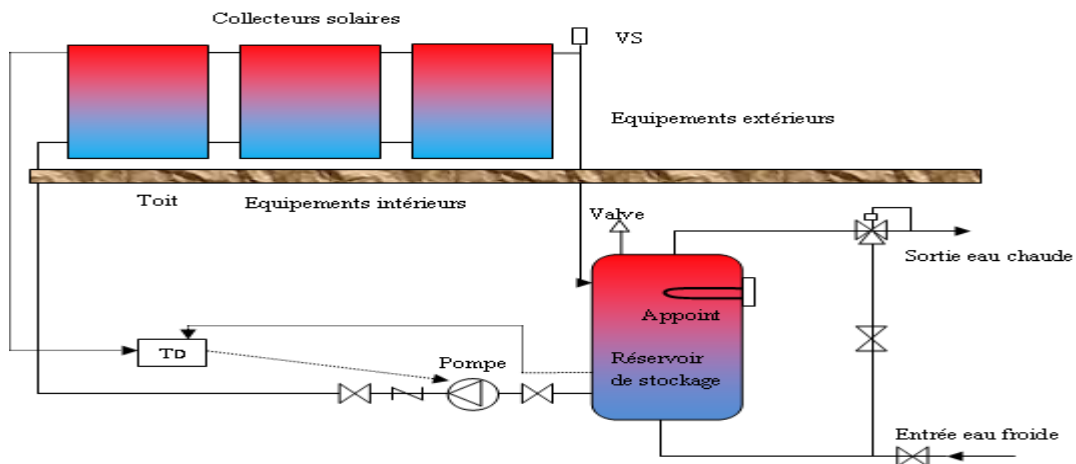 Collecteurs solaires
VS
Equipements extérieurs
Toit
Equipements intérieurs
Valve
Sortie eau chaude
Appoint
TD
Pompe
Réservoir
de stockage
Entrée eau froide